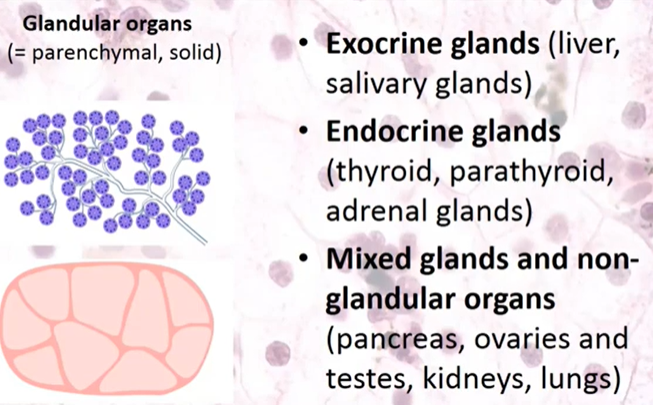 Glandular organs
(= parenchymal, solid)
• Exocrine glands (liver,
salivary glands)
• Endocrine glands
(thyroid, parathyroid,
adrenal glands)
• Mixed glands and non-
glandular organs
(pancreas, ovaries and
testes, kidneys, lungs)